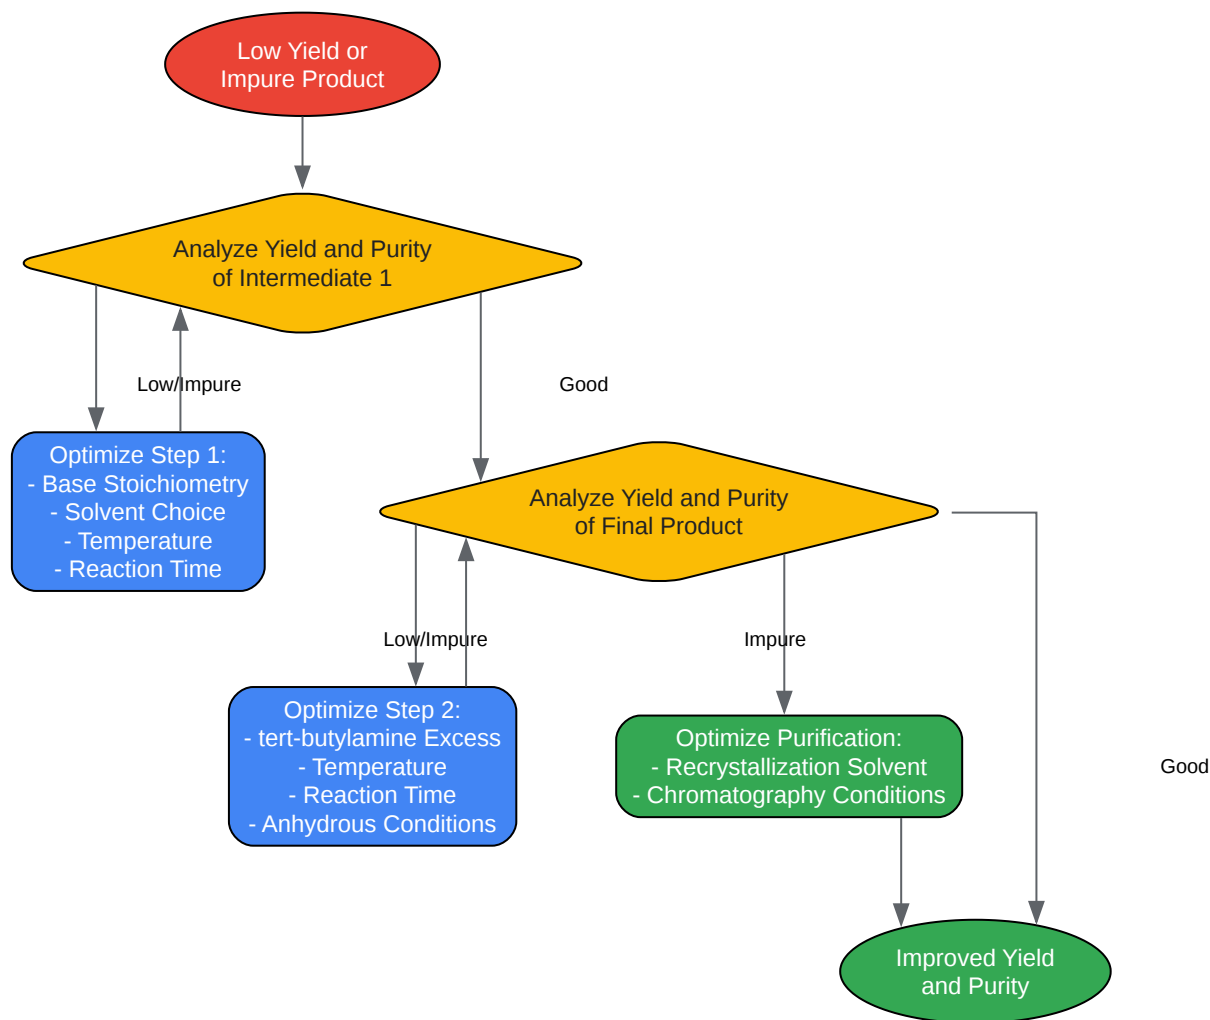 Low Yield or
Impure Product
Analyze Yield and Purity
of Intermediate 1
Low/Impure
Good
Optimize Step 1:
- Base Stoichiometry
- Solvent Choice
- Temperature
- Reaction Time
Analyze Yield and Purity
of Final Product
Low/Impure
Impure
Optimize Step 2:
- tert-butylamine Excess
- Temperature
- Reaction Time
- Anhydrous Conditions
Optimize Purification:
- Recrystallization Solvent
- Chromatography Conditions
Good
Improved Yield
and Purity